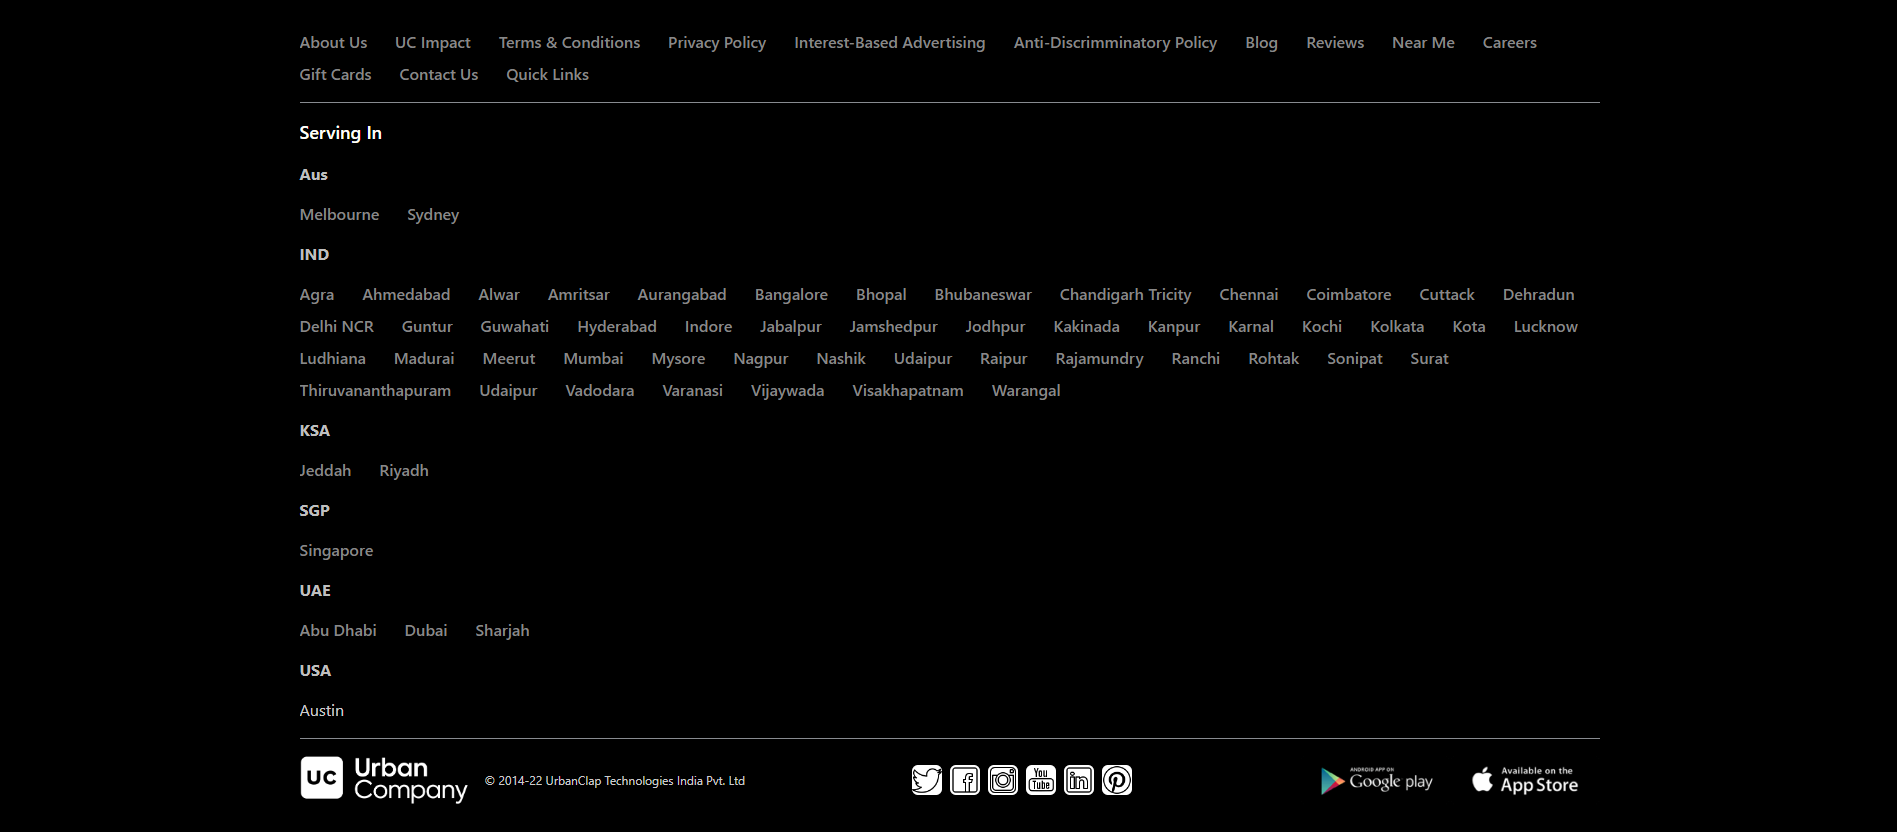 About Us UC Impact Terms & Conditions Privacy Policy Interest-Based Advertising Anti-Discrimminatory Policy Blog Reviews Near Me Careers
Gift Cards Contact Us Quick Links
Serving In
Aus
Melbourne Sydney
IND
Agra Ahmedabad Alwar Amritsar Aurangabad Bangalore Bhopal Bhubaneswar Chandigarh Tricity Chennai Coimbatore Cuttack Dehradun
Delhi NCR Guntur Guwahati Hyderabad Indore Jabalpur Jamshedpur Jodhpur Kakinada Kanpur Karnal Kochi Kolkata Kota Lucknow
Ludhiana Madurai Meerut Mumbai Mysore Nagpur Nashik Udaipur Raipur Rajamundry Ranchi Rohtak Sonipat Surat
Thiruvananthapuram Udaipur Vadodara Varanasi Vijaywada Visakhapatnam Warangal
KSA
Jeddah Riyadh
SGP
Singapore
UAE
Abu Dhabi Dubai Sharjah
USA
Austin
UC Urban Company © 2014-22 UrbanClap Technologies India Pvt. Ltd You Tube in ANDROID APP ON Google play Available on the App Store